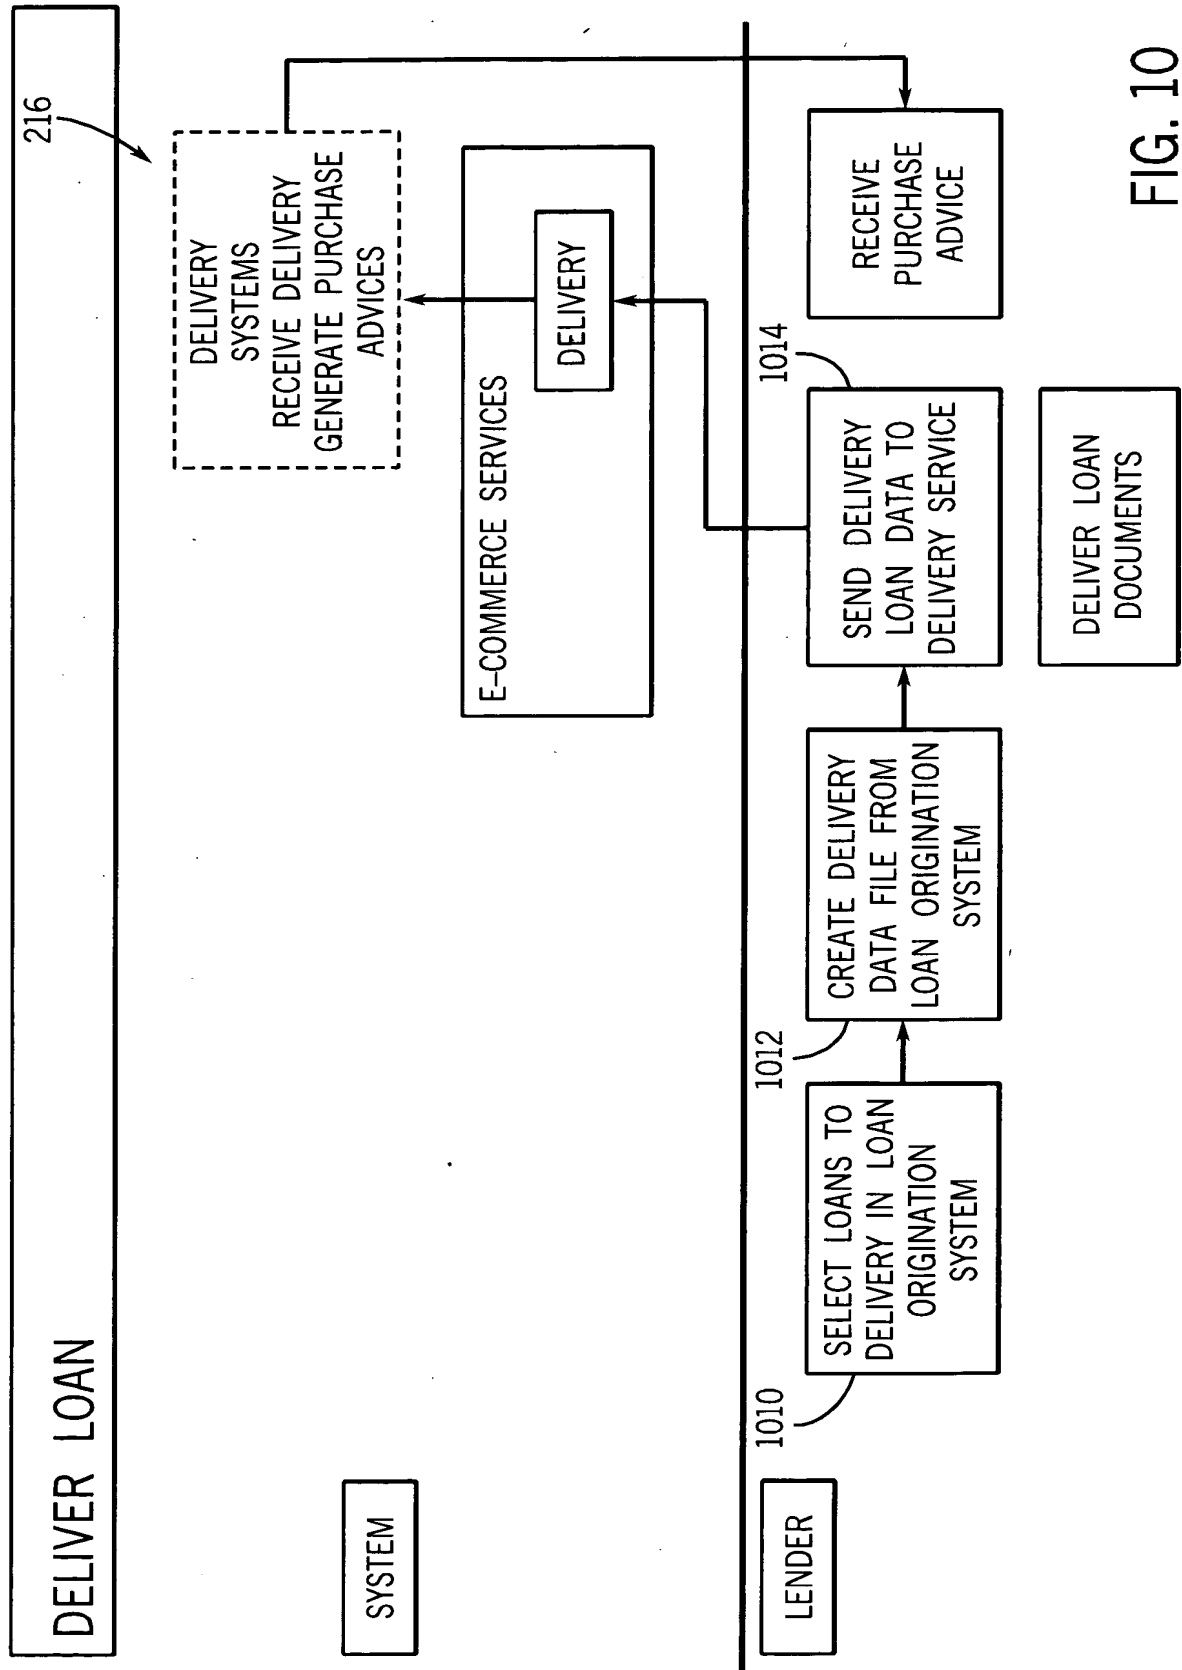 DELIVER LOAN
216
SYSTEM
DELIVERY
SYSTEMS
RECEIVE DELIVERY
GENERATE PURCHASE
ADVICES
E-COMMERCE SERVICES
DELIVERY
LENDER
1010
SELECT LOANS TO
DELIVERY IN LOAN
ORIGINATION
SYSTEM
1012
CREATE DELIVERY
DATA FILE FROM
LOAN ORIGINATION
SYSTEM
1014
SEND DELIVERY
LOAN DATA TO
DELIVERY SERVICE
RECEIVE
PURCHASE
ADVICE
DELIVER LOAN
DOCUMENTS
FIG. 10